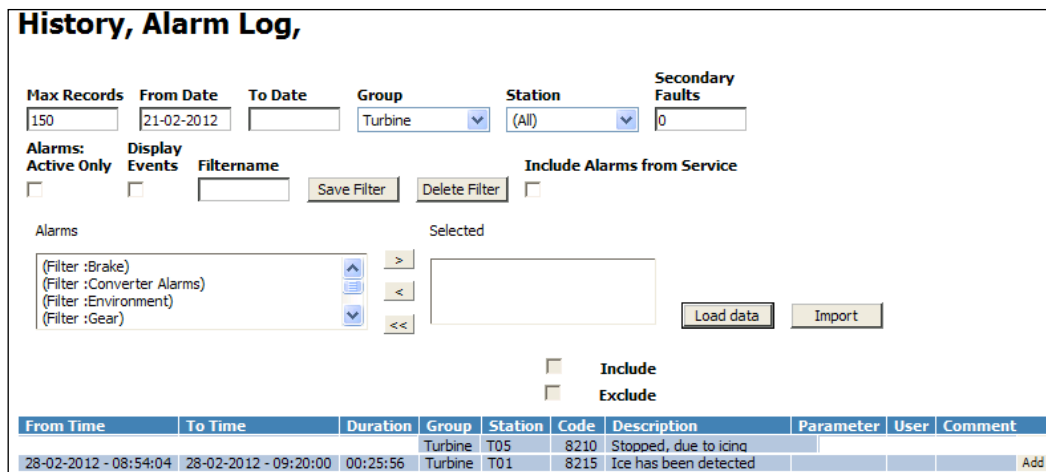 History, Alarm Log,
Max Records From Date To Date Group Station Secondary Faults
150 21-02-2012 Turbine (All) 0
Alarms: Active Only Display Events Filtername Include Alarms from Service
Save Filter Delete Filter
Alarms Selected
(Filter :Brake)
(Filter :Converter Alarms)
(Filter :Environment)
(Filter :Gear)
>
<
<<
Load data Import
Include
Exclude
From Time To Time Duration Group Station Code Description Parameter User Comment
Turbine T05 8210 Stopped, due to icing
28-02-2012 - 08:54:04 28-02-2012 - 09:20:00 00:25:56 Turbine T01 8215 Ice has been detected Add